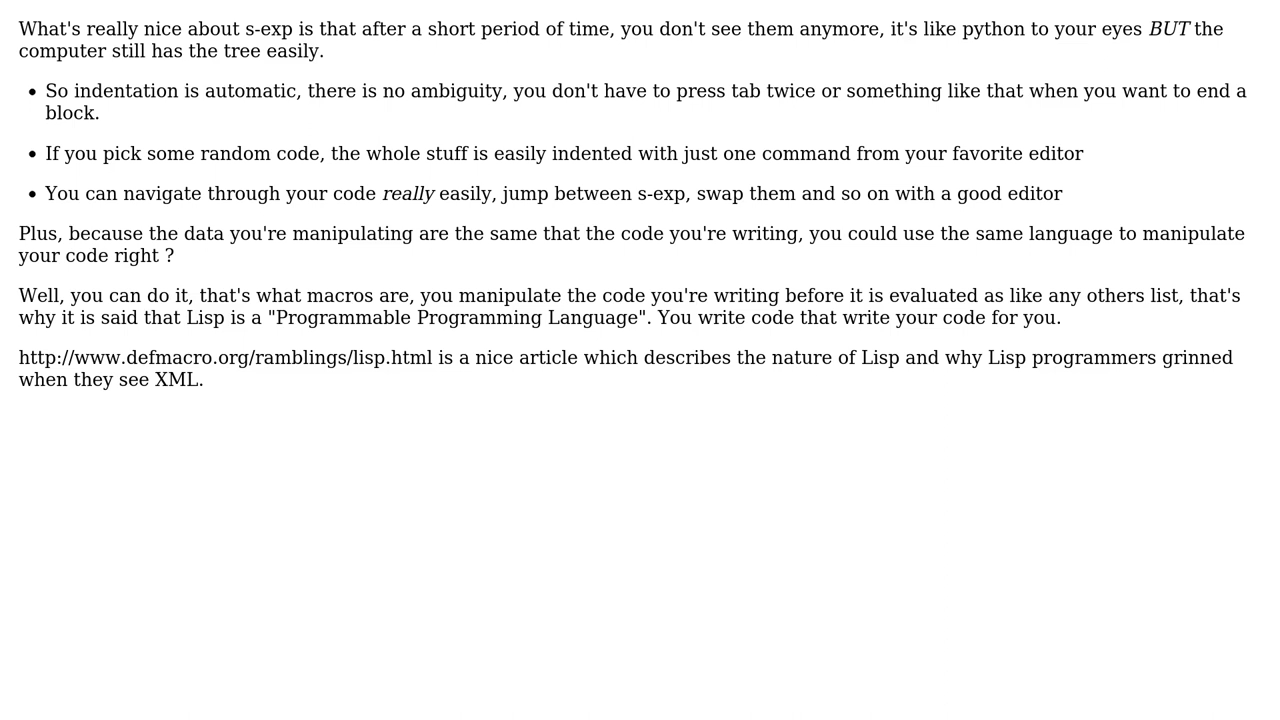 What's really nice about s-exp is that after a short period of time, you don't see them anymore, it's like python to your eyes BUT the
computer still has the tree easily.
• So indentation is automatic, there is no ambiguity, you don't have to press tab twice or something like that when you want to end a
block.
• If you pick some random code, the whole stuff is easily indented with just one command from your favorite editor
• You can navigate through your code really easily, jump between s-exp, swap them and so on with a good editor
Plus, because the data you're manipulating are the same that the code you're writing, you could use the same language to manipulate
your code right ?
Well, you can do it, that's what macros are, you manipulate the code you're writing before it is evaluated as like any others list, that's
why it is said that Lisp is a "Programmable Programming Language". You write code that write your code for you.
http://www.defmacro.org/ramblings/lisp.html is a nice article which describes the nature of Lisp and why Lisp programmers grinned
when they see XML.